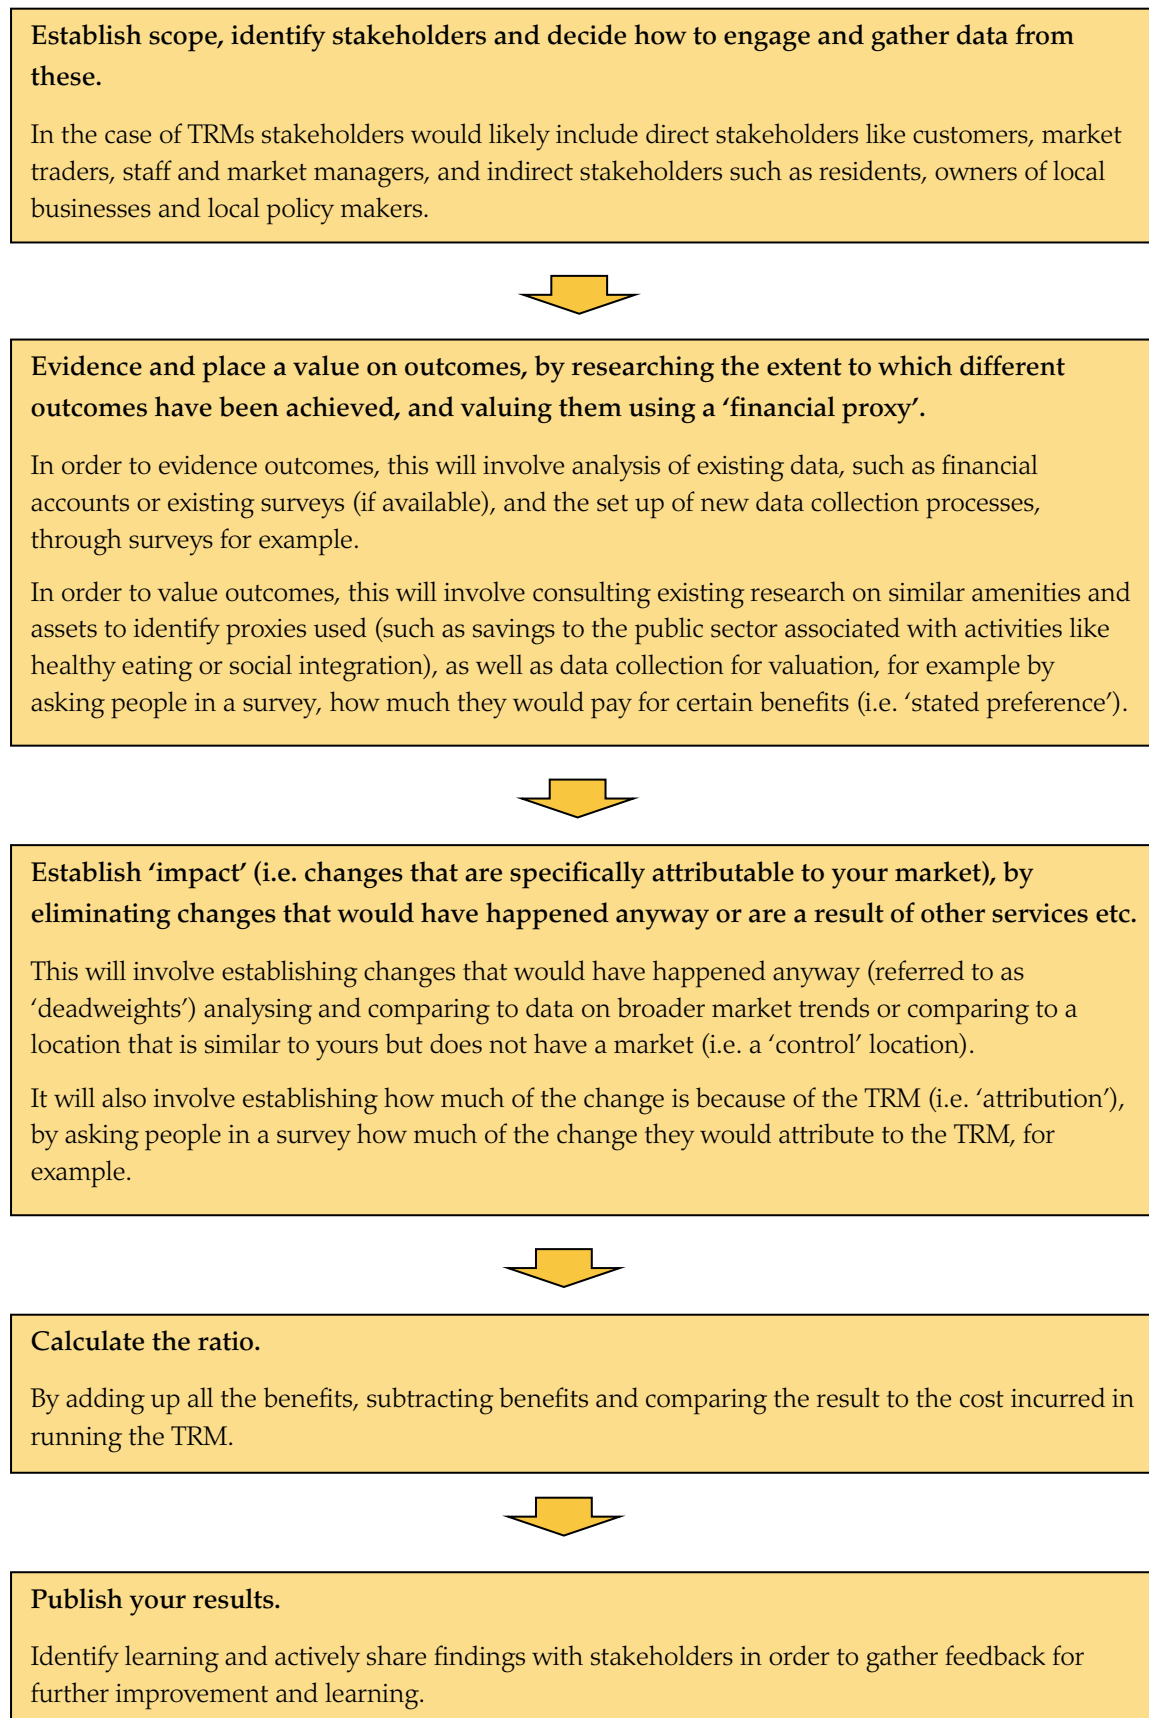 Establish scope, identify stakeholders and decide how to engage and gather data from
these.
In the case of TRMs stakeholders would likely include direct stakeholders like customers, market
traders, staff and market managers, and indirect stakeholders such as residents, owners of local
businesses and local policy makers.
Evidence and place a value on outcomes, by researching the extent to which different
outcomes have been achieved, and valuing them using a ‘financial proxy’.
In order to evidence outcomes, this will involve analysis of existing data, such as financial
accounts or existing surveys (if available), and the set up of new data collection processes,
through surveys for example.
In order to value outcomes, this will involve consulting existing research on similar amenities and
assets to identify proxies used (such as savings to the public sector associated with activities like
healthy eating or social integration), as well as data collection for valuation, for example by
asking people in a survey, how much they would pay for certain benefits (i.e. ‘stated preference’).
Establish ‘impact’ (i.e. changes that are specifically attributable to your market), by
eliminating changes that would have happened anyway or are a result of other services etc.
This will involve establishing changes that would have happened anyway (referred to as
‘deadweights’) analysing and comparing to data on broader market trends or comparing to a
location that is similar to yours but does not have a market (i.e. a ‘control’ location).
It will also involve establishing how much of the change is because of the TRM (i.e. ‘attribution’),
by asking people in a survey how much of the change they would attribute to the TRM, for
example.
Calculate the ratio.
By adding up all the benefits, subtracting benefits and comparing the result to the cost incurred in
running the TRM.
Publish your results.
Identify learning and actively share findings with stakeholders in order to gather feedback for
further improvement and learning.